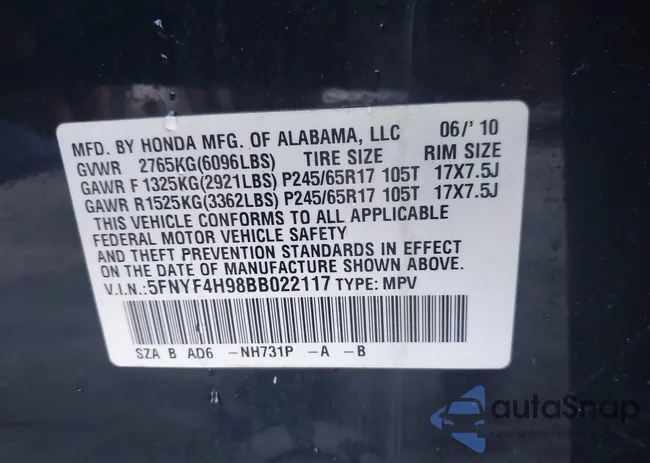 MFD. BY HONDA MFG. OF ALABAMA, LLC 06/' 10
GVWR 2765KG(6096LBS) TIRE SIZE RIM SIZE
GAWR F 1325KG(2921LBS) P245/65R17 105T 17X7.5J
GAWR R1525KG(3362LBS) P245/65R17 105T 17X7.5J
THIS VEHICLE CONFORMS TO ALL APPLICABLE
FEDERAL MOTOR VEHICLE SAFETY
AND THEFT PREVENTION STANDARDS IN EFFECT
ON THE DATE OF MANUFACTURE SHOWN ABOVE.
V.I.N.:5FNYF4H98BB022117 TYPE: MPV
SZA B AD6 -NH731P -A -B
autaSnap